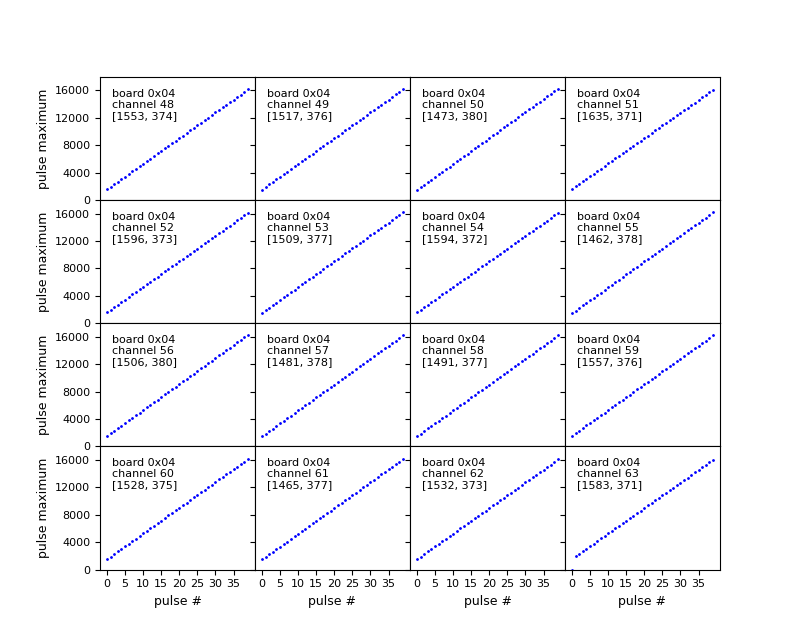 pulse maximum
16000
12000
8000
4000
0
board 0x04
channel 48
[1553, 374]
board 0x04
channel 49
[1517, 376]
board 0x04
channel 50
[1473, 380]
board 0x04
channel 51
[1635, 371]
pulse maximum
16000
12000
8000
4000
0
board 0x04
channel 52
[1596, 373]
board 0x04
channel 53
[1509, 377]
board 0x04
channel 54
[1594, 372]
board 0x04
channel 55
[1462, 378]
pulse maximum
16000
12000
8000
4000
0
board 0x04
channel 56
[1506, 380]
board 0x04
channel 57
[1481, 378]
board 0x04
channel 58
[1491, 377]
board 0x04
channel 59
[1557, 376]
pulse maximum
16000
12000
8000
4000
0
board 0x04
channel 60
[1528, 375]
board 0x04
channel 61
[1465, 377]
board 0x04
channel 62
[1532, 373]
board 0x04
channel 63
[1583, 371]
0 5 10 15 20 25 30 35
0 5 10 15 20 25 30 35
0 5 10 15 20 25 30 35
0 5 10 15 20 25 30 35
pulse #
pulse #
pulse #
pulse #